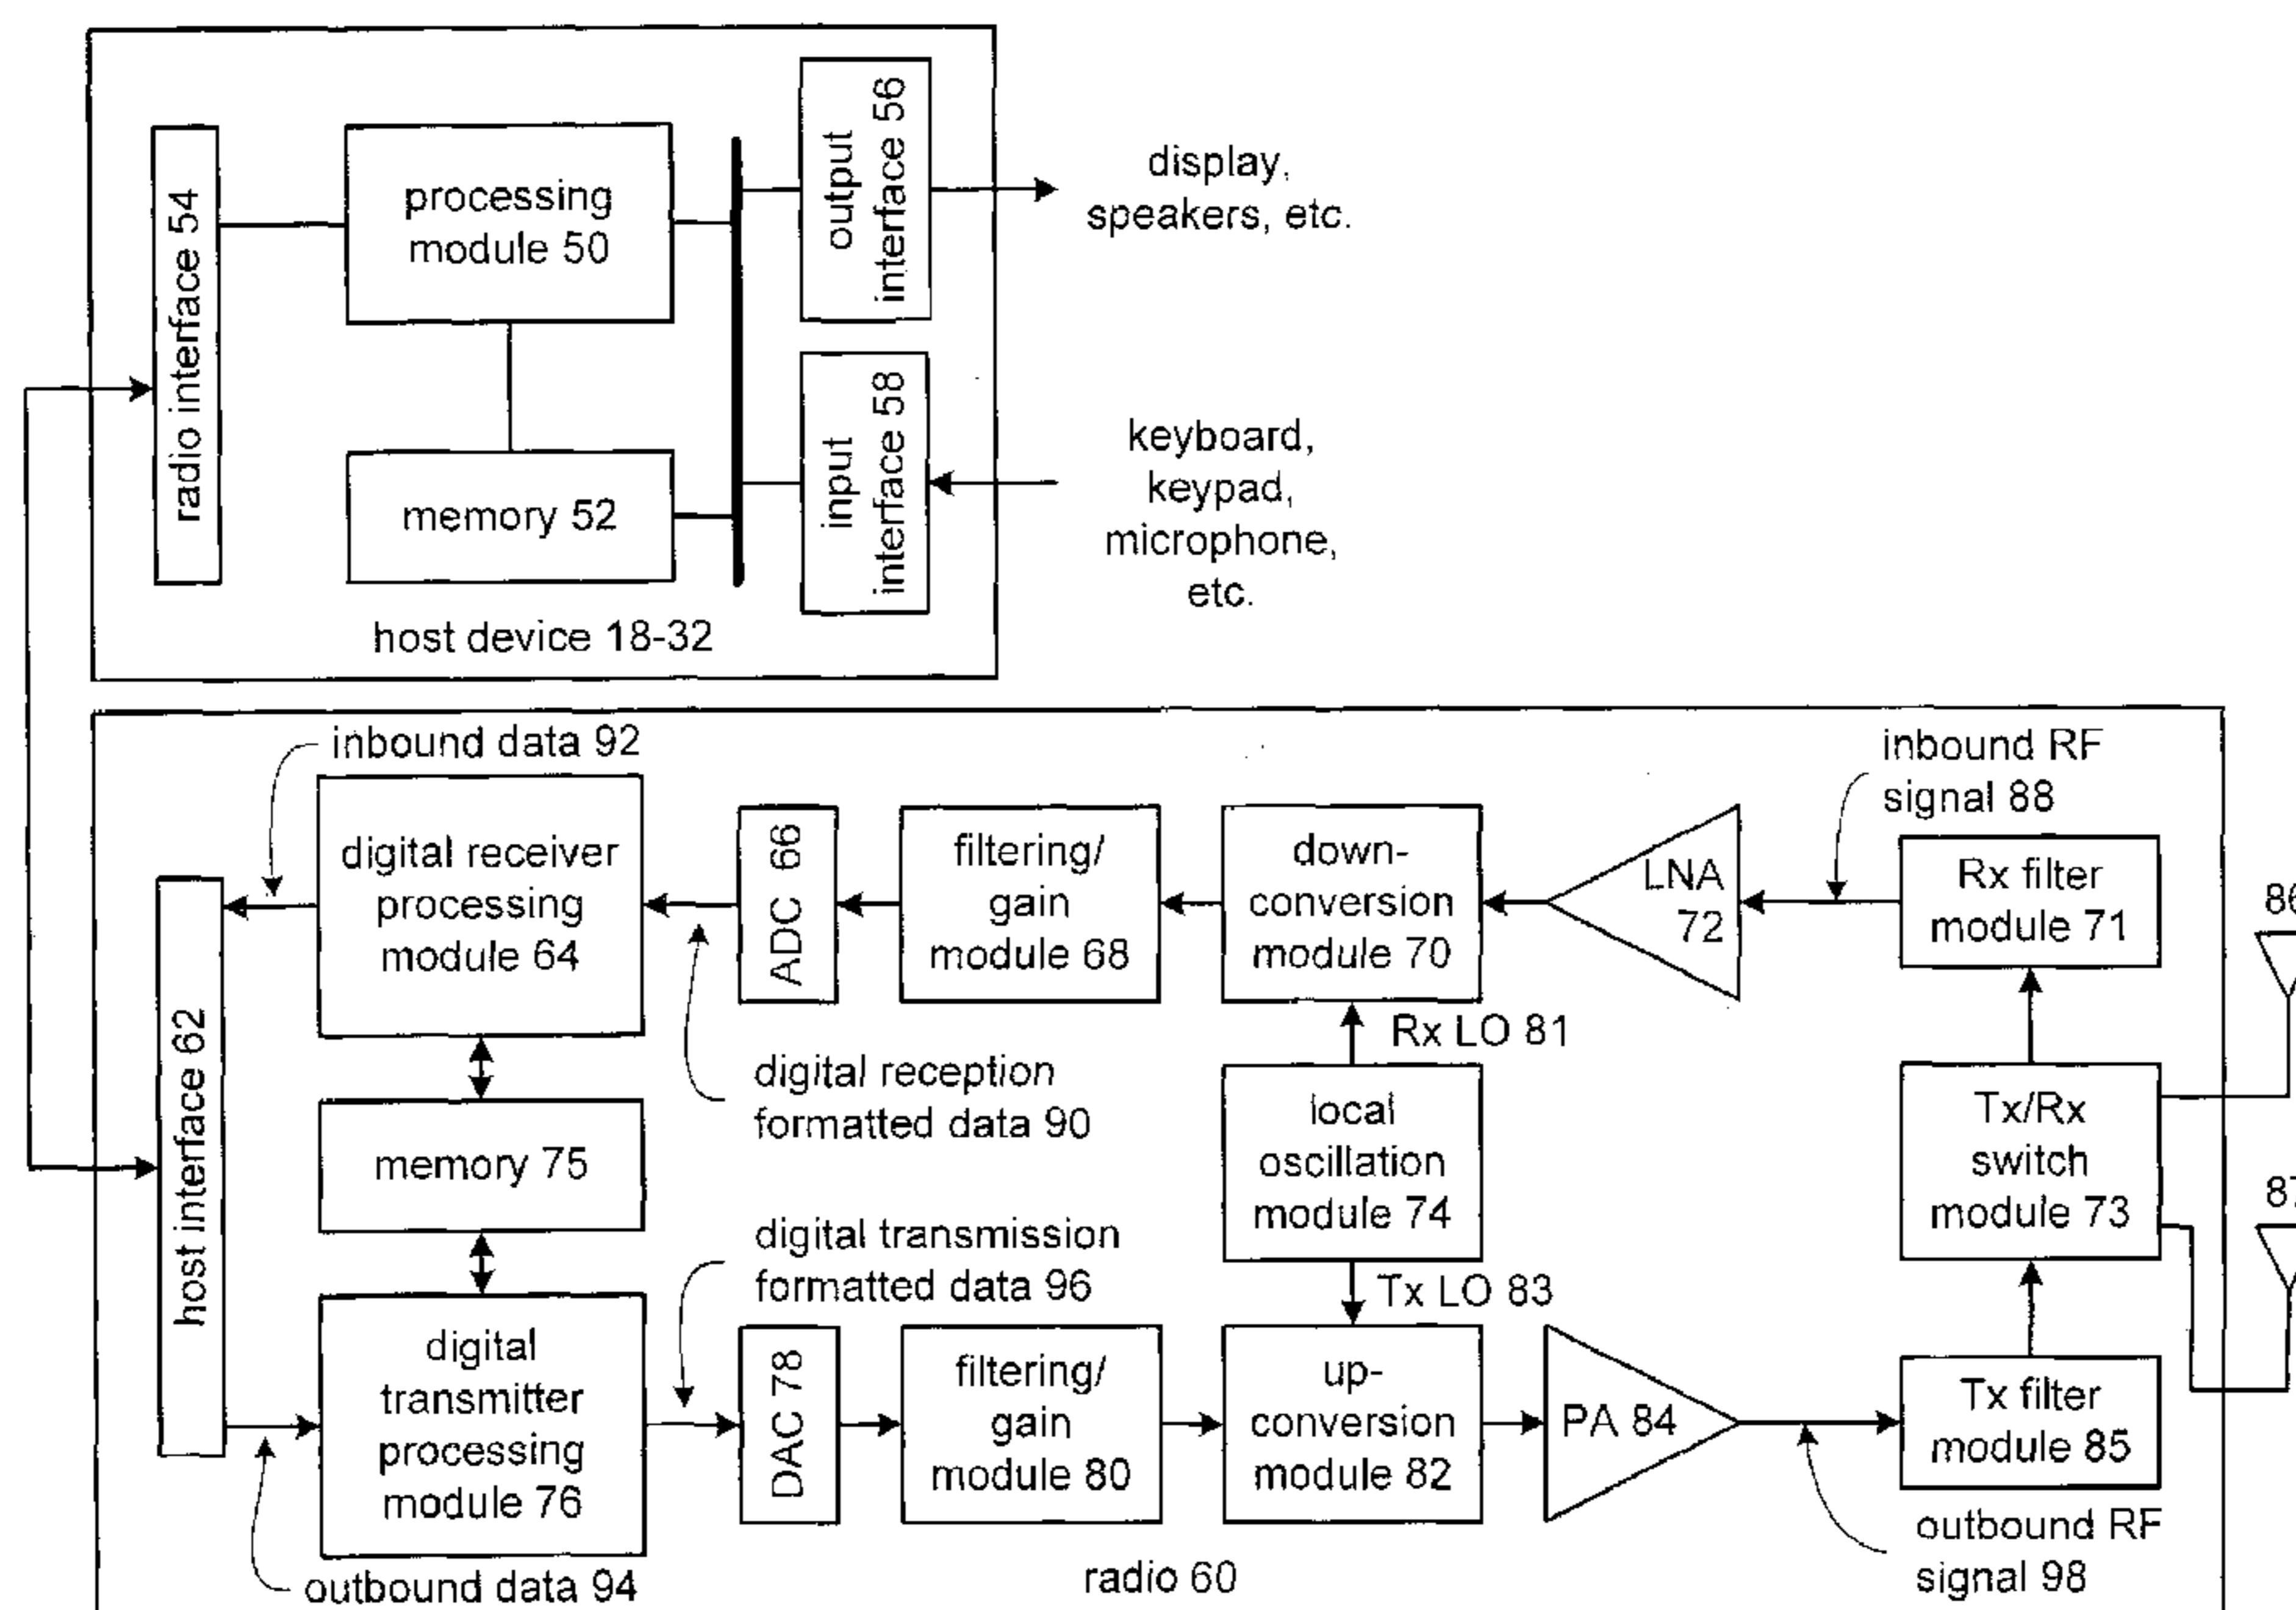 radio interface 54
processing
module 50
memory 52
output
interface 56
input
interface 58
display,
speakers, etc.
keyboard,
keypad,
microphone,
etc.
host device 18-32
inbound data 92
digital receiver
processing
module 64
ADC 66
filtering/
gain
module 68
down-
conversion
module 70
LNA
72
inbound RF
signal 88
Rx filter
module 71
86
host interface 62
memory 75
digital reception
formatted data 90
Rx LO 81
local
oscillation
module 74
Tx/Rx
switch
module 73
87
digital transmission
formatted data 96
Tx LO 83
digital
transmitter
processing
module 76
DAC 78
filtering/
gain
module 80
up-
conversion
module 82
PA 84
Tx filter
module 85
outbound RF
signal 98
outbound data 94
radio 60